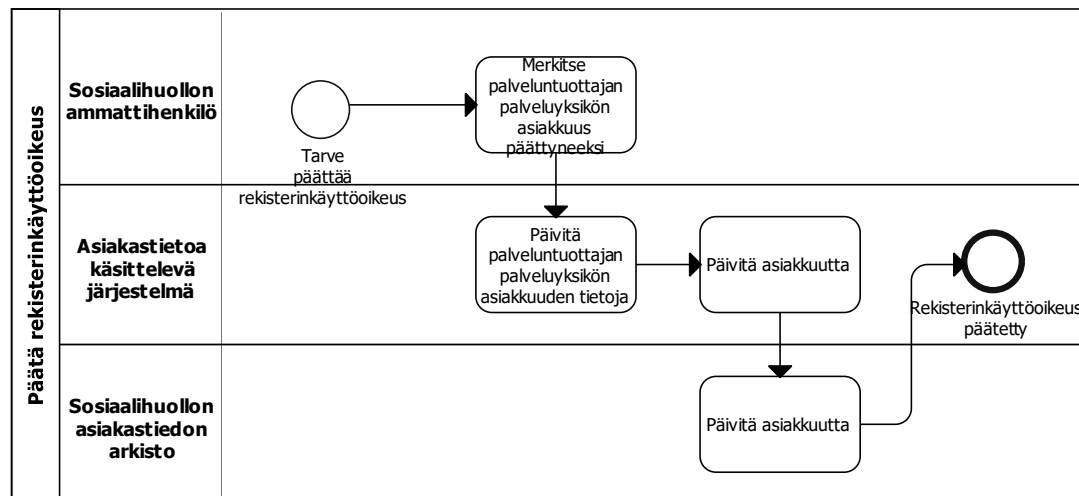 Päätä rekisterinkäyttöoikeus
Sosiaalihuollon
ammattihenkilö
Tarve
päättää
rekisterinkäyttöoikeus
Merkitse
palveluntuottajan
palveluyksikön
asiakkuus
päättyneeksi
Asiakastietoa
käsittelevä
järjestelmä
Päivitä
palveluntuottajan
palveluyksikön
asiakkuuden tietoja
Päivitä asiakkuutta
Rekisterinkäyttöoikeus
päätetty
Sosiaalihuollon
asiakastiedon
arkisto
Päivitä asiakkuutta